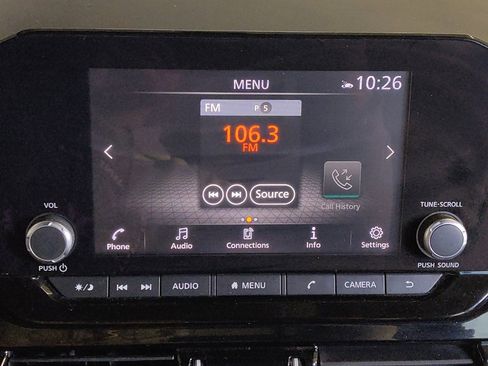 MENU
10:26
FM P 5
106.3
FM
Source
Call History
Phone Audio Connections Info Settings
VOL
PUSH
TUNE·SCROLL
PUSH SOUND
AUDIO MENU CAMERA